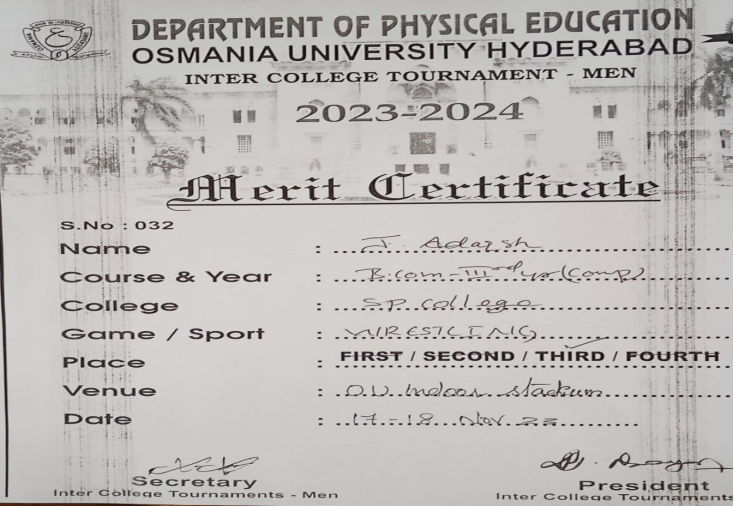 DEPARTMENT OF PHYSICAL EDUCATION
OSMANIA UNIVERSITY HYDERABAD
INTER COLLEGE TOURNAMENT - MEN
2023-2024
Merit Certificate
S.No : 032
Name : J. Adarsh
Course & Year : B.com-IIIrd yr (Comp)
College : SP college
Game / Sport : WRESTLING
Place : FIRST / SECOND / THIRD / FOURTH
Venue : O.U. Indoor Stadium
Date : 17-18 Nov 23
Secretary
Inter College Tournaments - Men
President
Inter College Tournaments